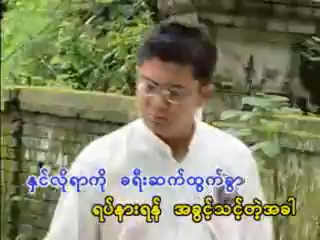 နှင်လိုရာကို ခရီးဆက်ထွက်ခွာ
ရပ်နားရန် အခွင့်သင့်တဲ့အခါ